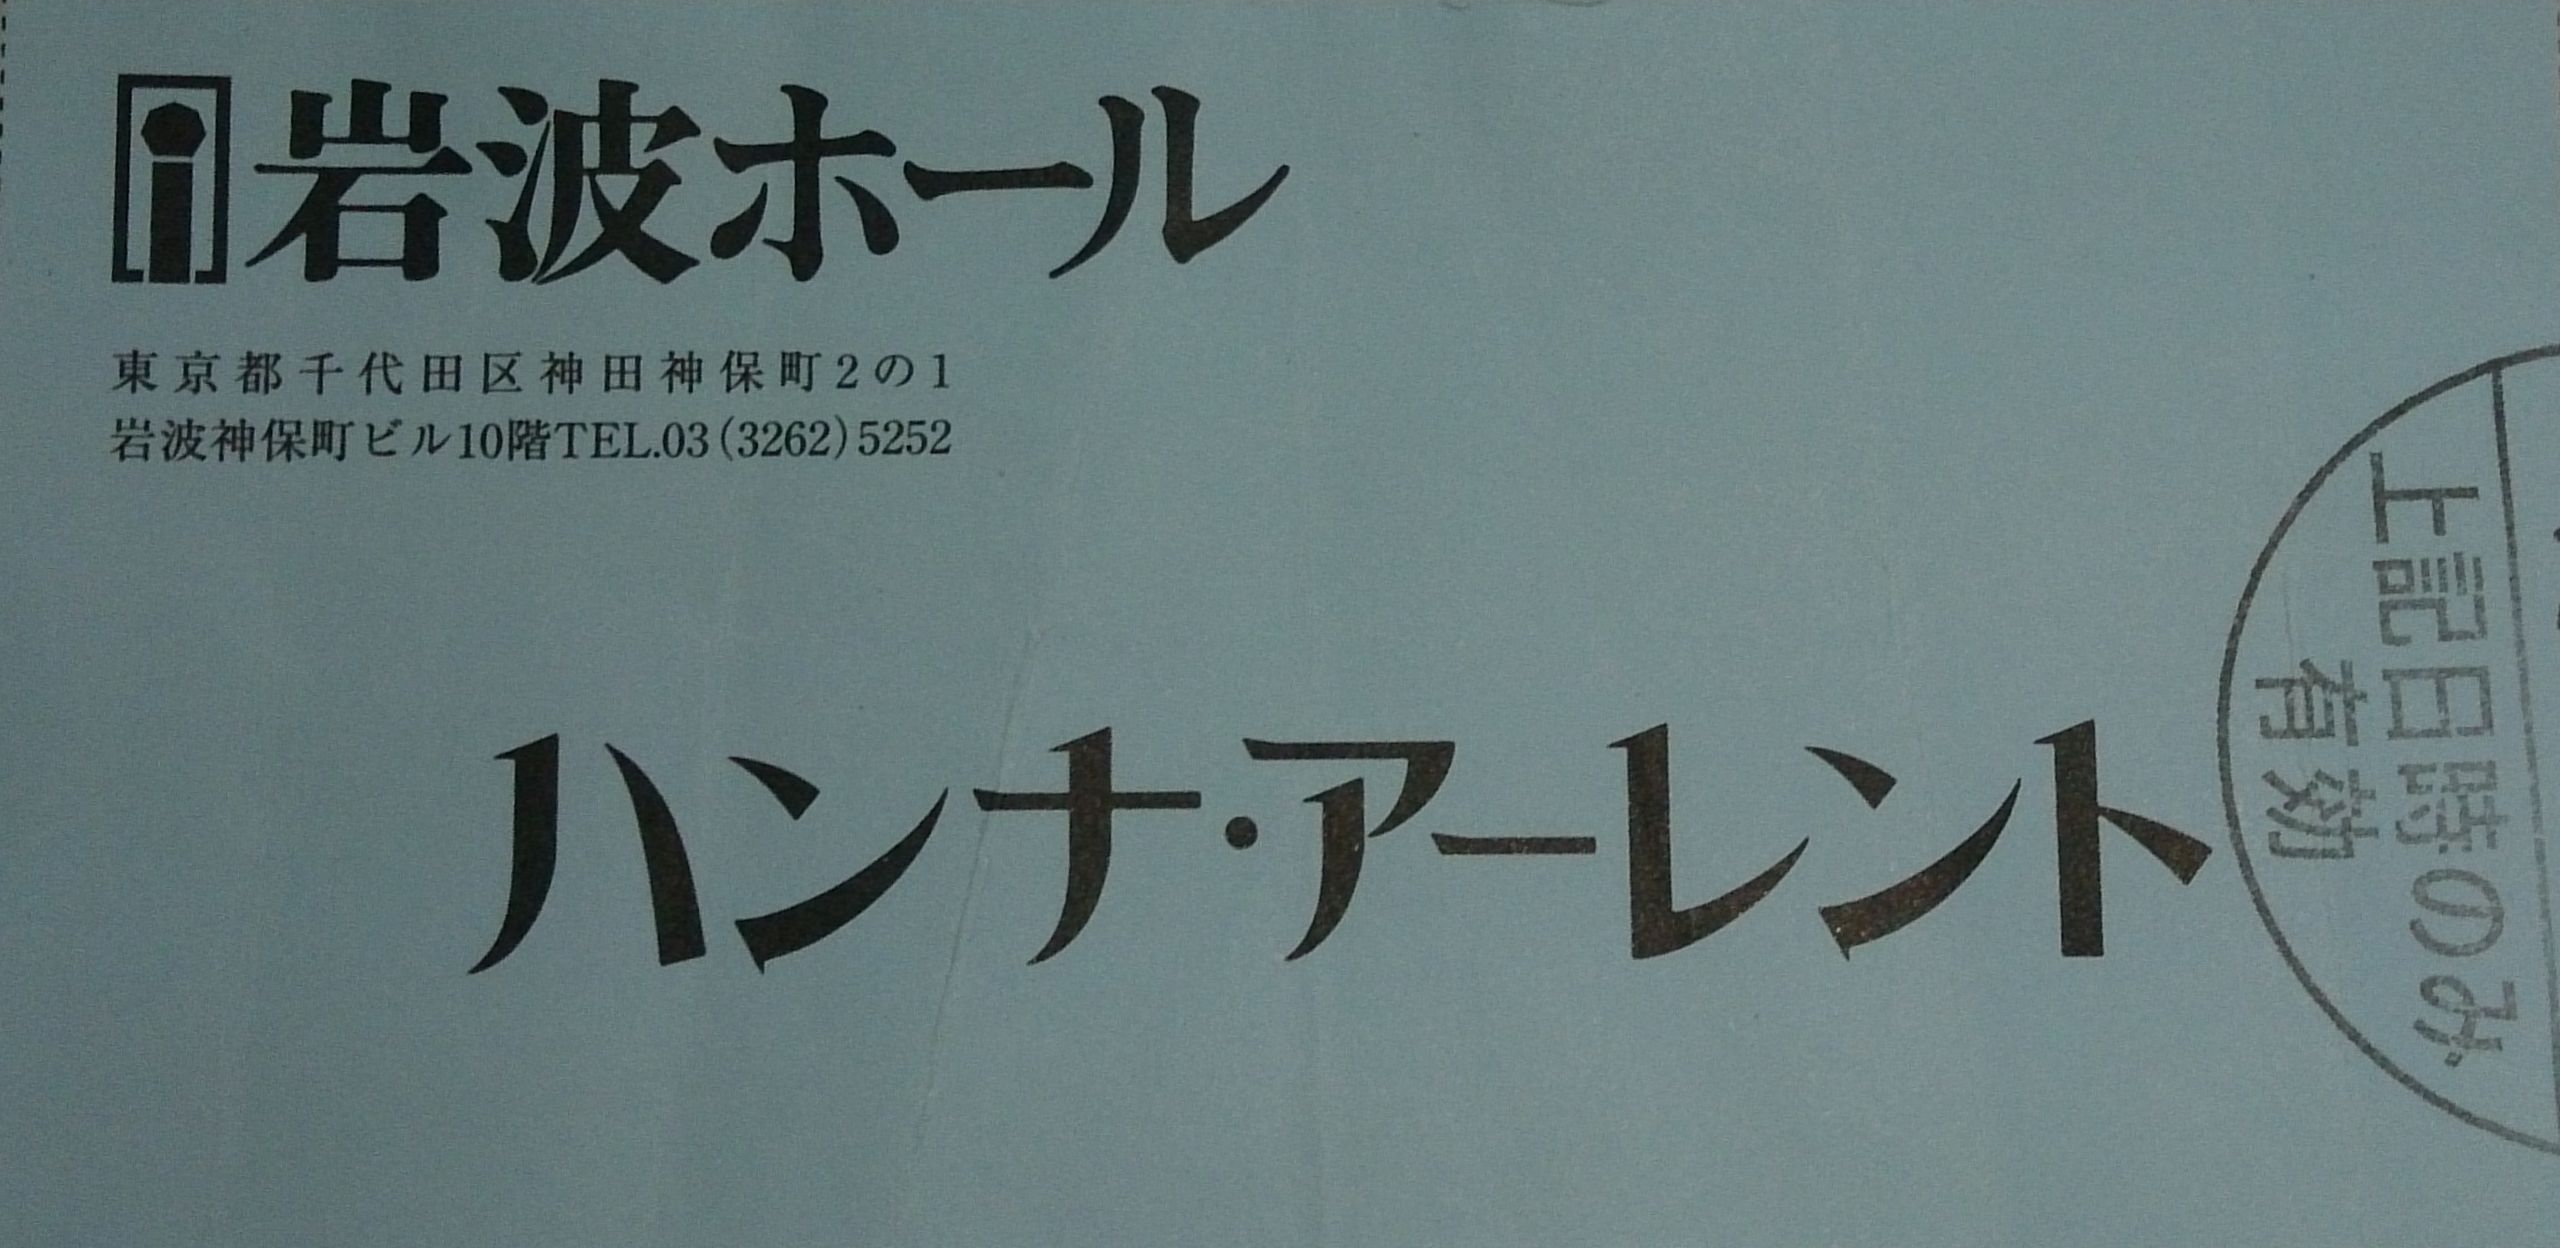 岩波ホール
東京都千代田区神田神保町2の1
岩波神保町ビル10階TEL.03(3262)5252
ハンナ・アーレント
上記日時のみ
有効